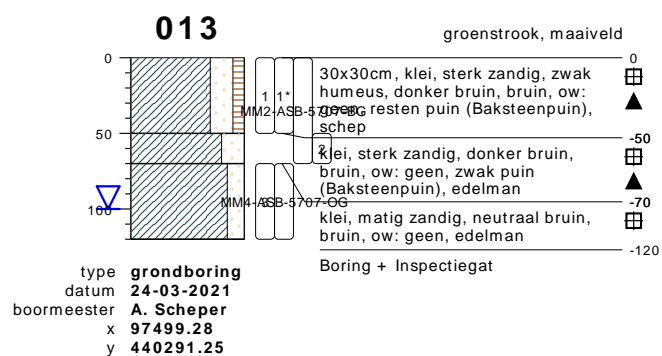 013
groenstrook, maaiveld
0
50
100
1
1*
MM2-ASB-5707-BG
2
MM4-ASB-5707-OG
30x30cm, klei, sterk zandig, zwak
humeus, donker bruin, bruin, ow:
geen, resten puin (Baksteenpuin),
schep
klei, sterk zandig, donker bruin,
bruin, ow: geen, zwak puin
(Baksteenpuin), edelman
klei, matig zandig, neutraal bruin,
bruin, ow: geen, edelman
Boring + Inspectiegat
0
-50
-70
-120
type grondboring
datum 24-03-2021
boormeester A. Scheper
x 97499.28
y 440291.25